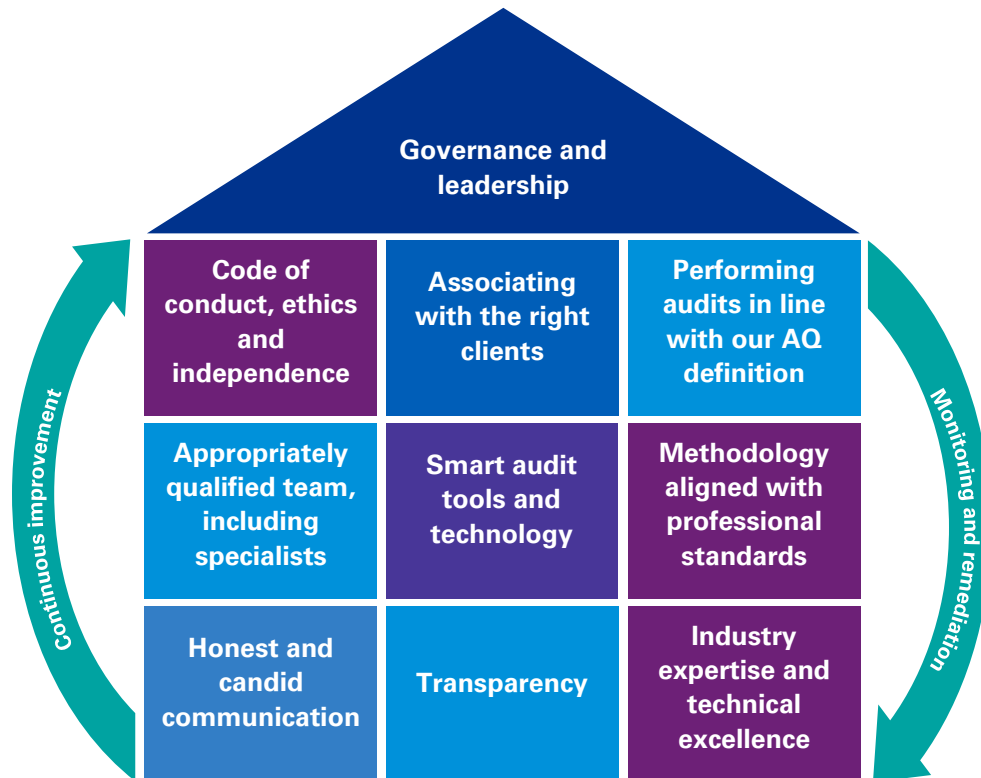 Governance and
leadership
Code of
conduct, ethics
and
independence
Associating
with the right
clients
Performing
audits in line
with our AQ
definition
Appropriately
qualified team,
including
specialists
Smart audit
tools and
technology
Methodology
aligned with
professional
standards
Honest and
candid
communication
Transparency
Industry
expertise and
technical
excellence
Continuous improvement
Monitoring and remediation